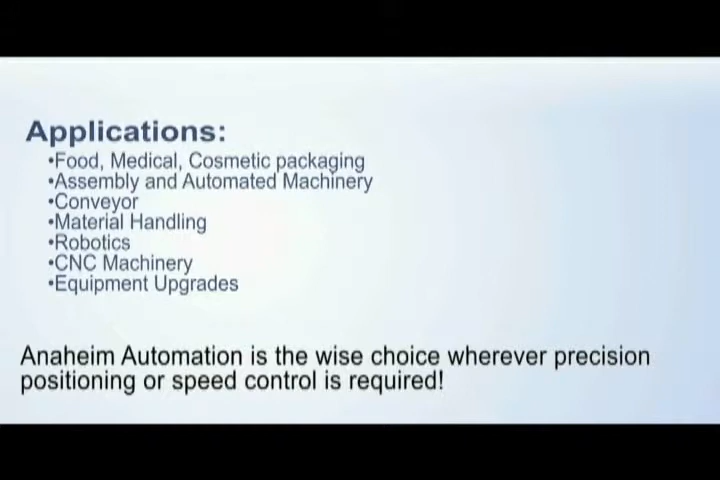 Applications:
•Food, Medical, Cosmetic packaging
•Assembly and Automated Machinery
•Conveyor
•Material Handling
•Robotics
•CNC Machinery
•Equipment Upgrades
Anaheim Automation is the wise choice wherever precision
positioning or speed control is required!